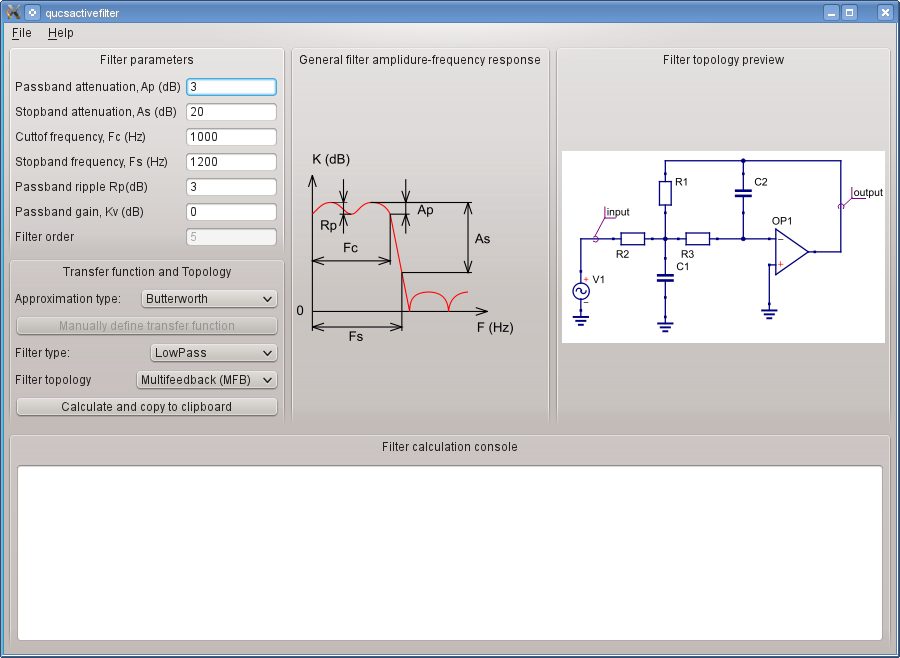 qucsactivefilter
File Help
Filter parameters
Passband attenuation, Ap (dB) 3
Stopband attenuation, As (dB) 20
Cuttof frequency, Fc (Hz) 1000
Stopband frequency, Fs (Hz) 1200
Passband ripple Rp(dB) 3
Passband gain, Kv (dB) 0
Filter order 5
Transfer function and Topology
Approximation type: Butterworth
Manually define transfer function
Filter type: LowPass
Filter topology Multifeedback (MFB)
Calculate and copy to clipboard
General filter amplidure-frequency response
K (dB)
Rp
Ap
Fc
As
0
Fs
F (Hz)
Filter topology preview
R1
C2
output
input
OP1
R2
R3
C1
V1
Filter calculation console